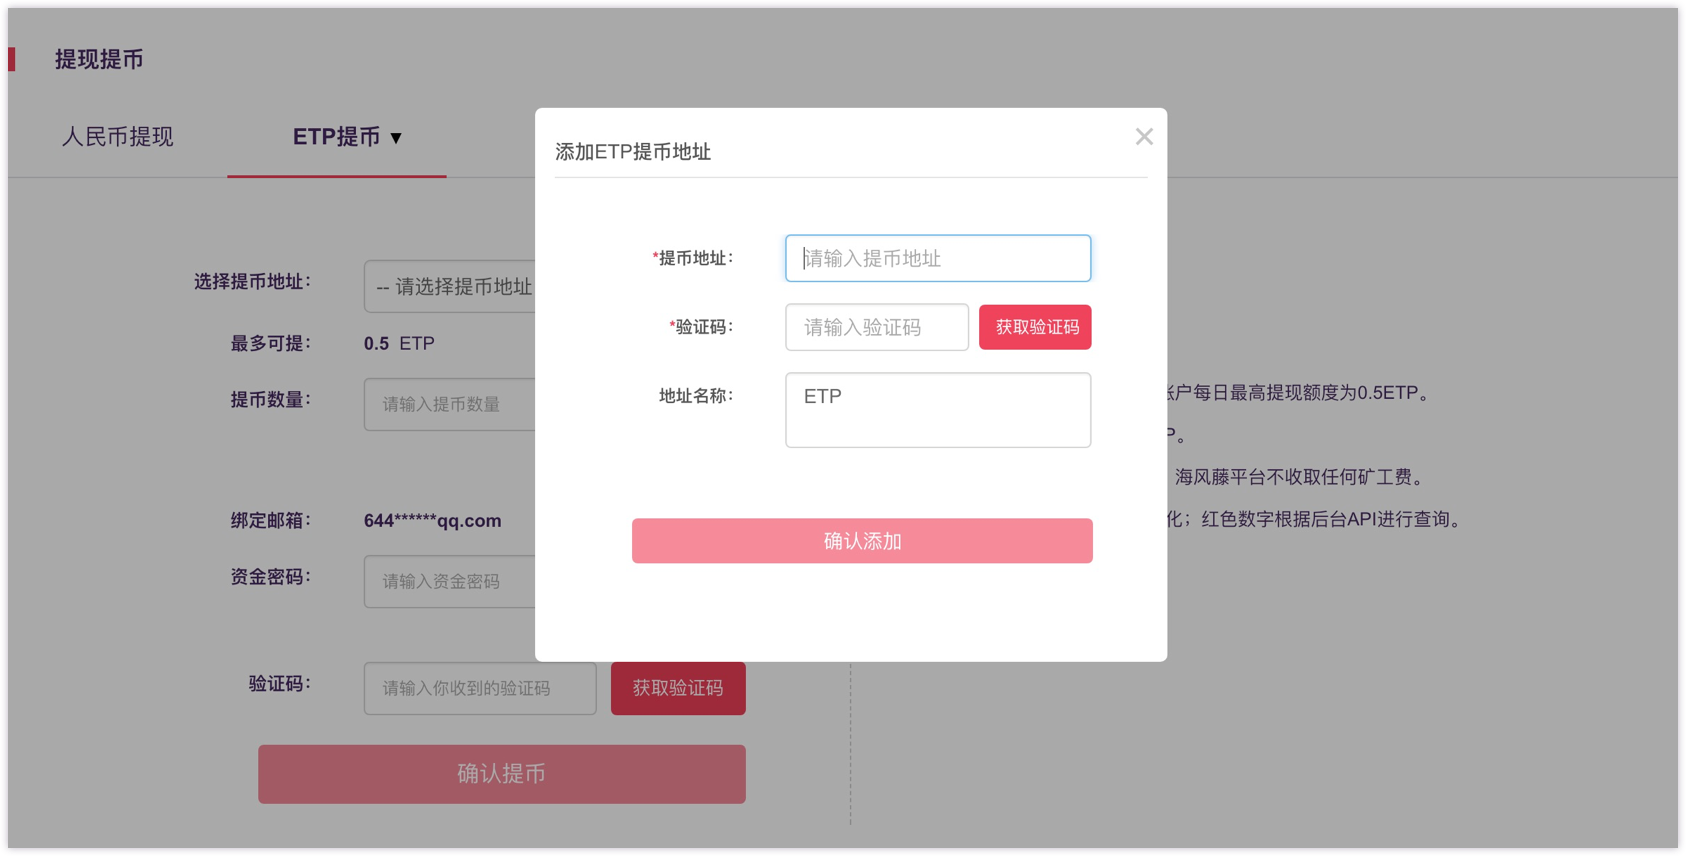 提现提币
人民币提现
ETP提币 ▼
选择提币地址：
-- 请选择提币地址
最多可提：
0.5 ETP
提币数量：
请输入提币数量
绑定邮箱：
644******qq.com
资金密码：
请输入资金密码
验证码：
请输入你收到的验证码
获取验证码
确认提币
添加ETP提币地址
*提币地址：
请输入提币地址
*验证码：
请输入验证码
获取验证码
地址名称：
ETP
确认添加
户每日最高提现额度为0.5ETP。
P。
海风藤平台不收取任何矿工费。
化；红色数字根据后台API进行查询。